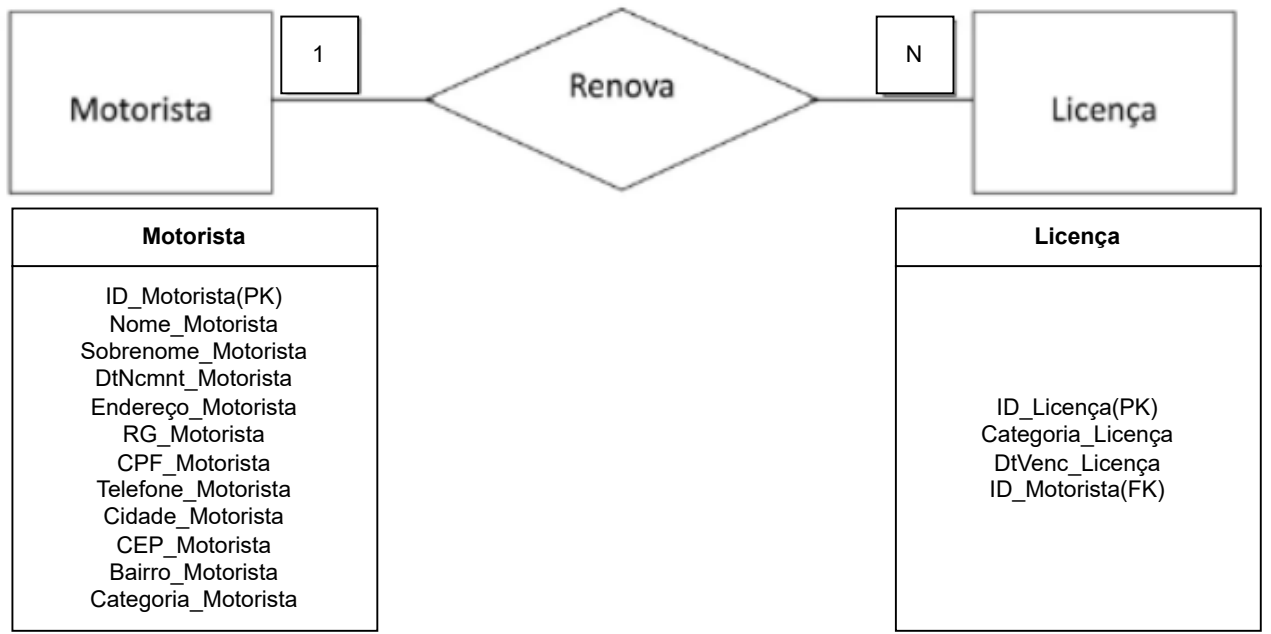 Motorista
1
Renova
N
Licença
Motorista
ID_Motorista(PK)
Nome_Motorista
Sobrenome_Motorista
DtNcmnt_Motorista
Endereço_Motorista
RG_Motorista
CPF_Motorista
Telefone_Motorista
Cidade_Motorista
CEP_Motorista
Bairro_Motorista
Categoria_Motorista
Licença
ID_Licença(PK)
Categoria_Licença
DtVenc_Licença
ID_Motorista(FK)